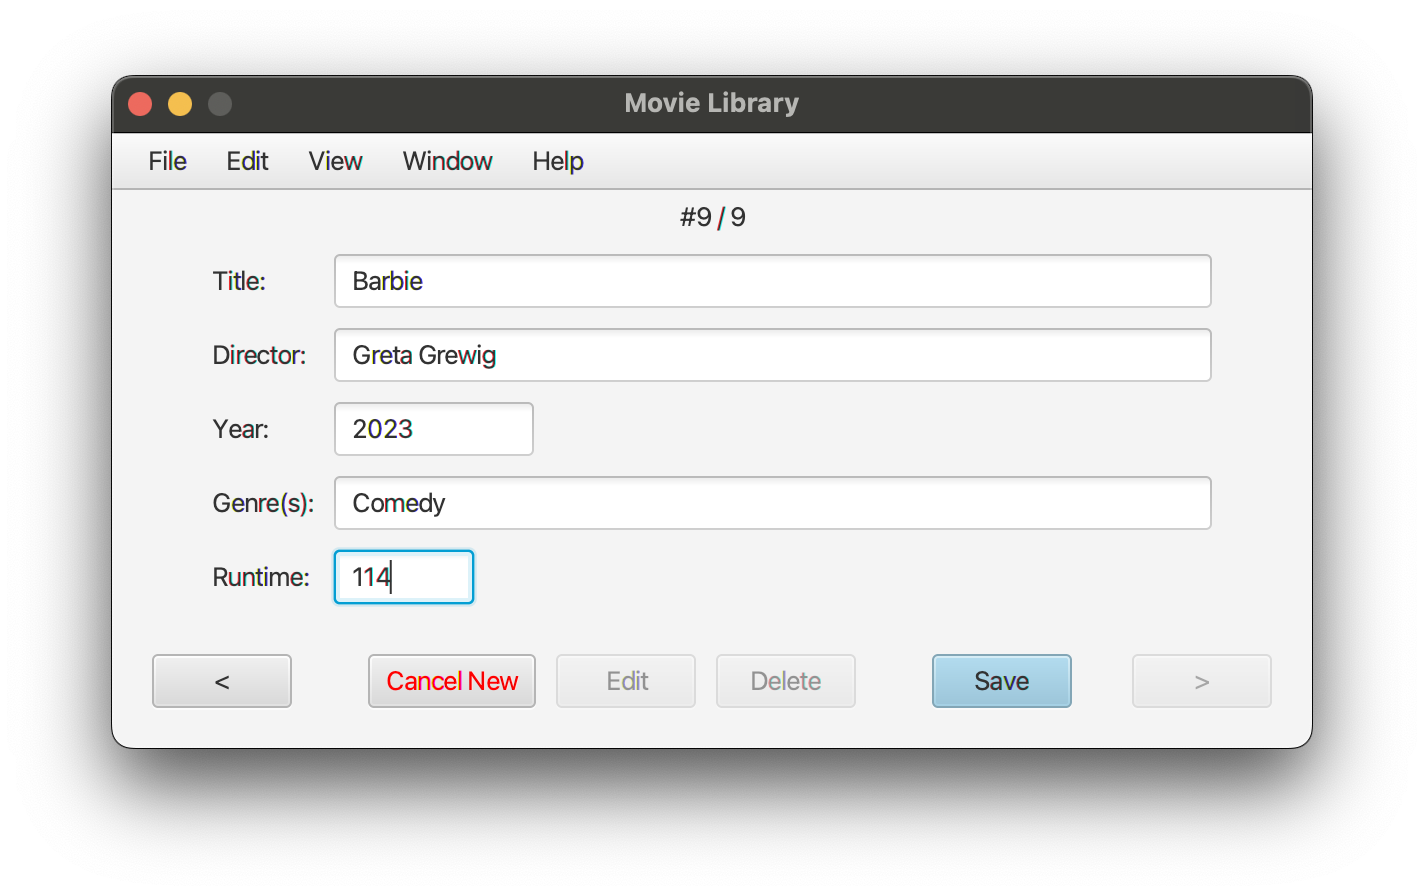 Movie Library
File Edit View Window Help
#9 / 9
Title: Barbie
Director: Greta Grewig
Year: 2023
Genre(s): Comedy
Runtime: 114
< Cancel New Edit Delete Save >